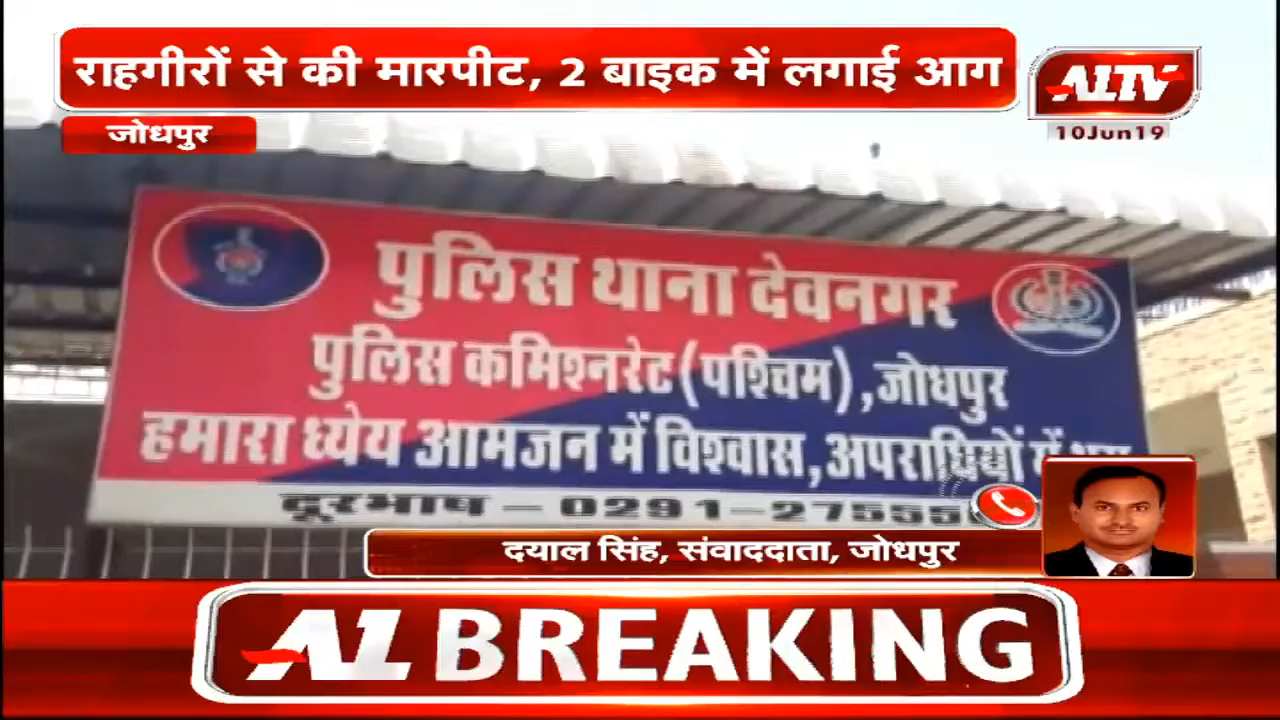 राहगीरों से की मारपीट, 2 बाइक में लगाई आग
ALTV
10Jun19
जोधपुर
पुलिस थाना देवनगर
पुलिस कमिश्नरेट (पश्चिम), जोधपुर
हमारा ध्येय आमजन में विश्वास, अपराधियों में
दूरभाष - 0291-27555
दयाल सिंह, संवाददाता, जोधपुर
AL BREAKING